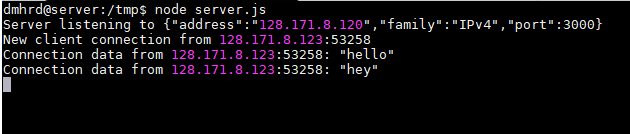 dmhrd@server:/tmp$ node server.js
Server listening to {"address":"128.171.8.120","family":"IPv4","port":3000}
New client connection from 128.171.8.123:53258
Connection data from 128.171.8.123:53258: "hello"
Connection data from 128.171.8.123:53258: "hey"